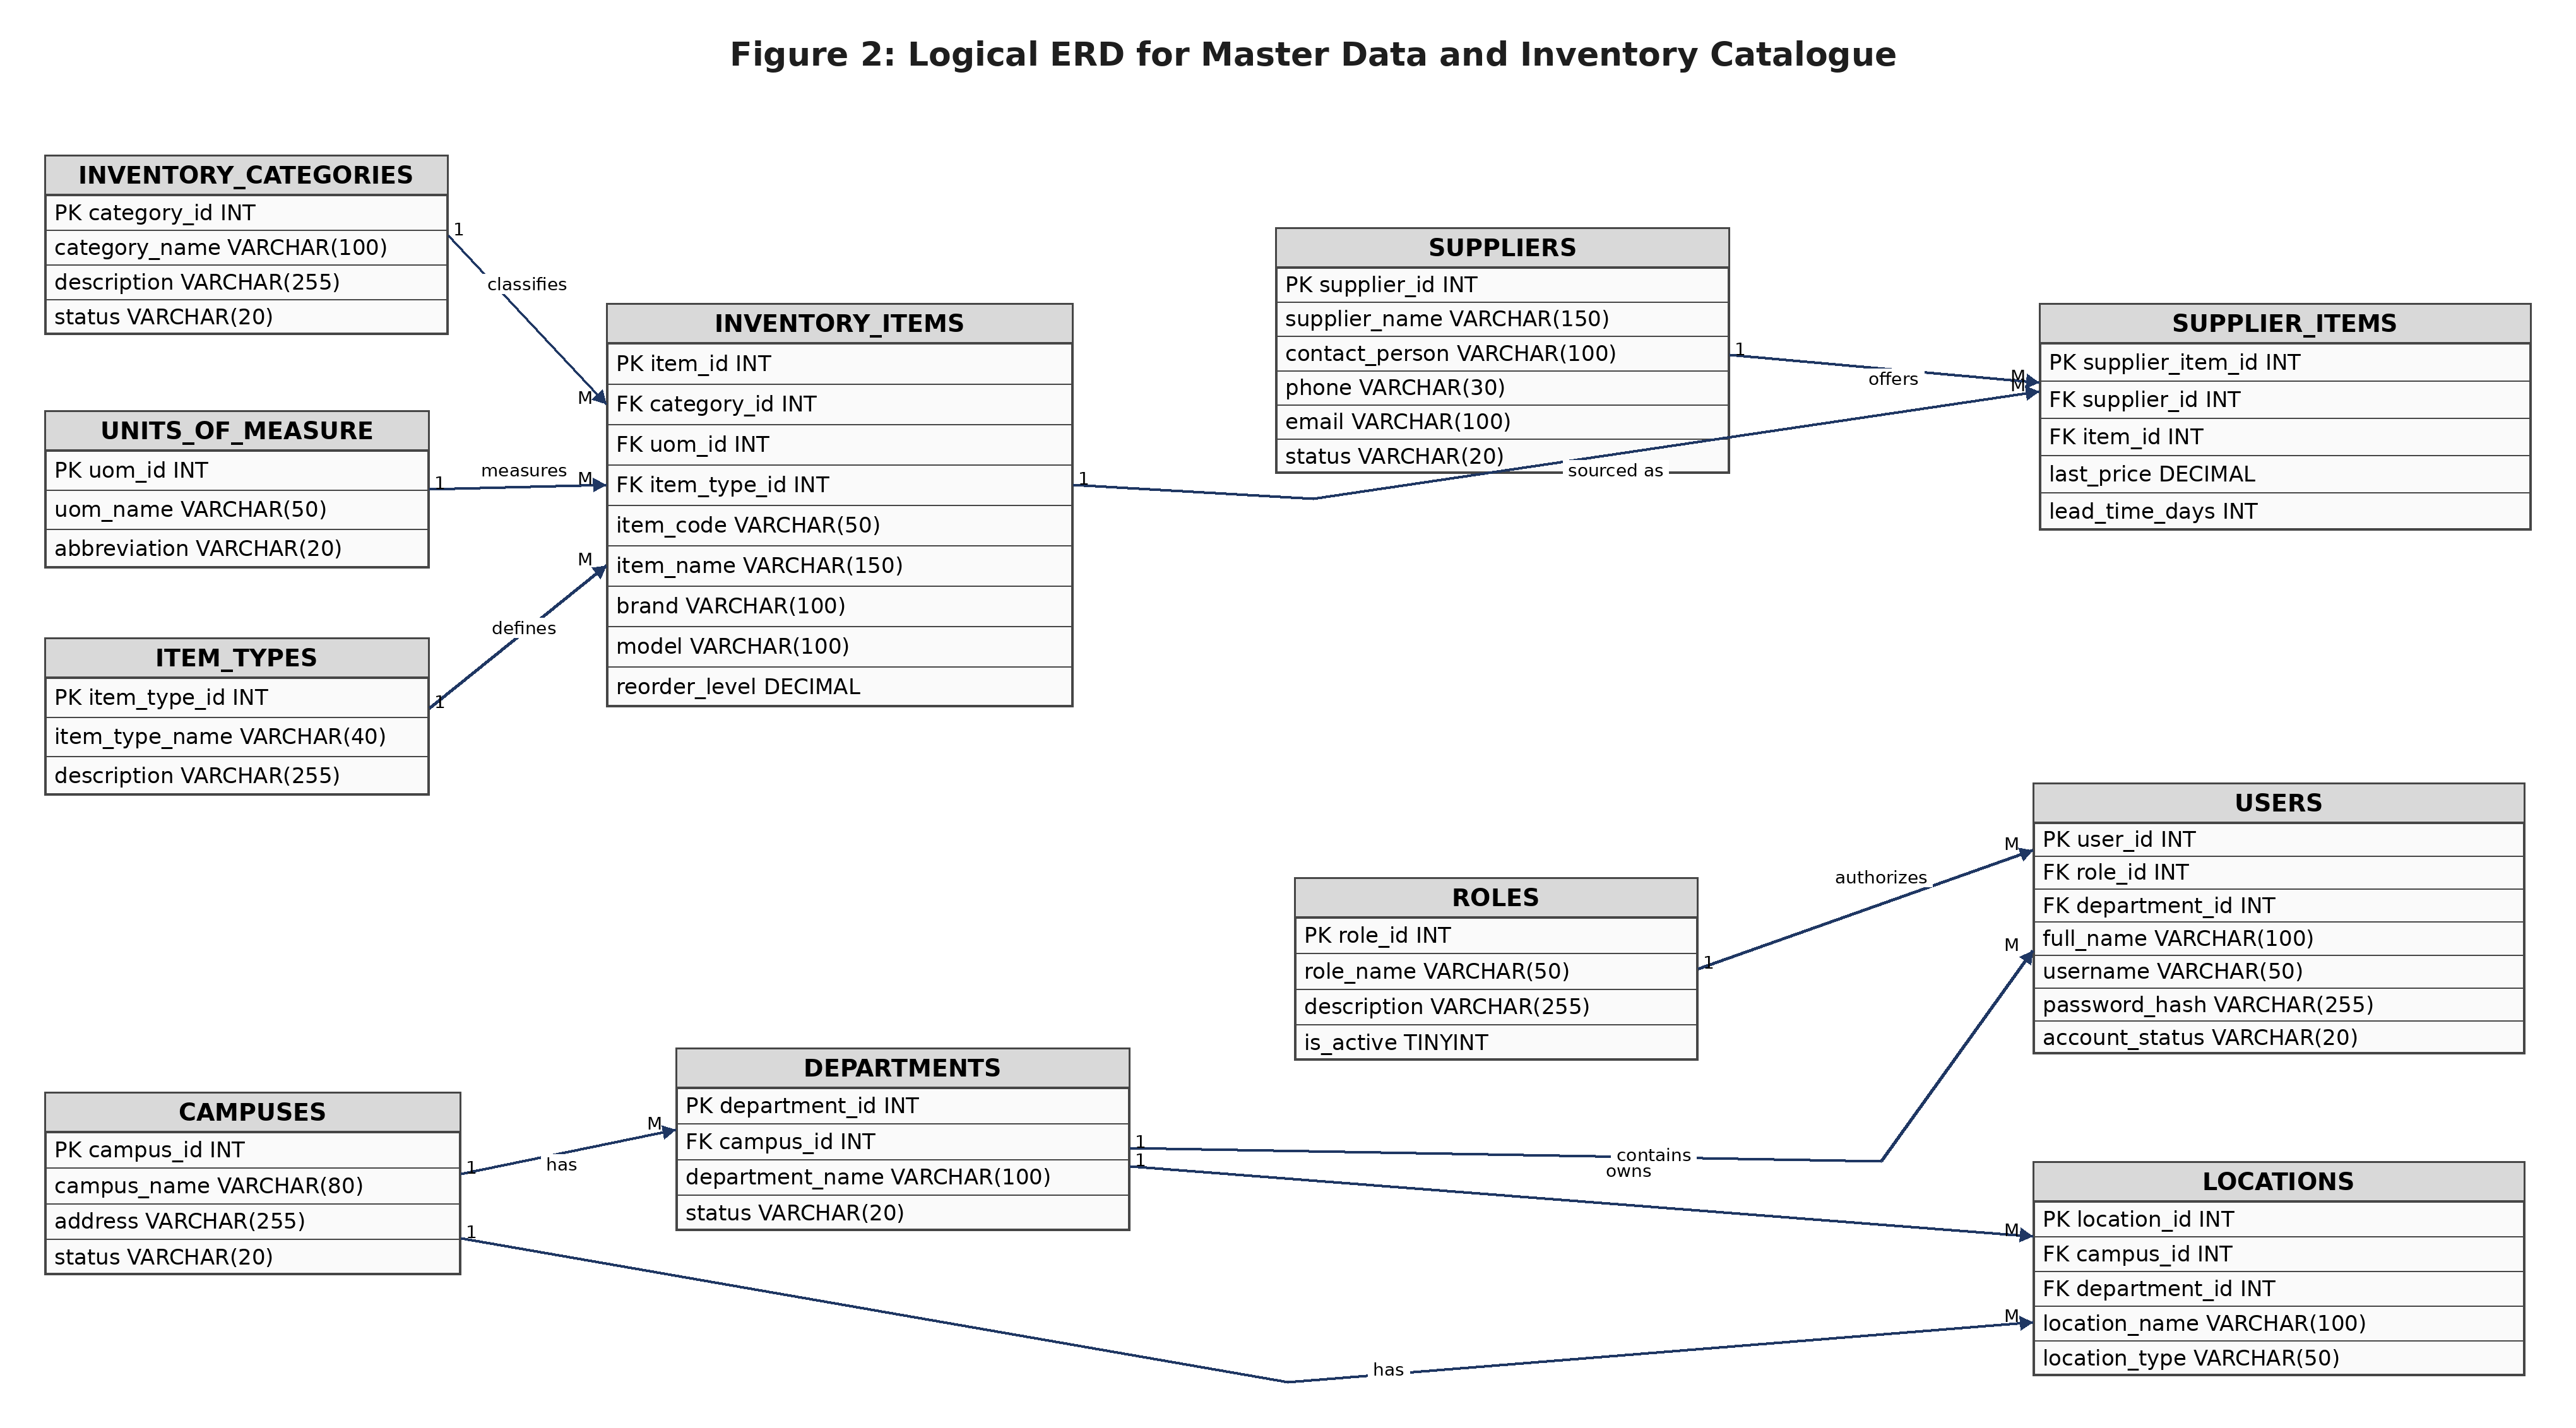 Figure 2: Logical ERD for Master Data and Inventory Catalogue
INVENTORY_CATEGORIES
PK category_id INT
category_name VARCHAR(100)
description VARCHAR(255)
status VARCHAR(20)
1
classifies
M
UNITS_OF_MEASURE
PK uom_id INT
uom_name VARCHAR(50)
abbreviation VARCHAR(20)
1
measures
M
ITEM_TYPES
PK item_type_id INT
item_type_name VARCHAR(40)
description VARCHAR(255)
1
defines
M
INVENTORY_ITEMS
PK item_id INT
FK category_id INT
FK uom_id INT
FK item_type_id INT
item_code VARCHAR(50)
item_name VARCHAR(150)
brand VARCHAR(100)
model VARCHAR(100)
reorder_level DECIMAL
1
sourced as
M
SUPPLIERS
PK supplier_id INT
supplier_name VARCHAR(150)
contact_person VARCHAR(100)
phone VARCHAR(30)
email VARCHAR(100)
status VARCHAR(20)
1
offers
M
SUPPLIER_ITEMS
PK supplier_item_id INT
FK supplier_id INT
FK item_id INT
last_price DECIMAL
lead_time_days INT
ROLES
PK role_id INT
role_name VARCHAR(50)
description VARCHAR(255)
is_active TINYINT
1
authorizes
M
USERS
PK user_id INT
FK role_id INT
FK department_id INT
full_name VARCHAR(100)
username VARCHAR(50)
password_hash VARCHAR(255)
account_status VARCHAR(20)
CAMPUSES
PK campus_id INT
campus_name VARCHAR(80)
address VARCHAR(255)
status VARCHAR(20)
1
has
M
1
has
M
DEPARTMENTS
PK department_id INT
FK campus_id INT
department_name VARCHAR(100)
status VARCHAR(20)
1
contains
M
1
owns
M
LOCATIONS
PK location_id INT
FK campus_id INT
FK department_id INT
location_name VARCHAR(100)
location_type VARCHAR(50)